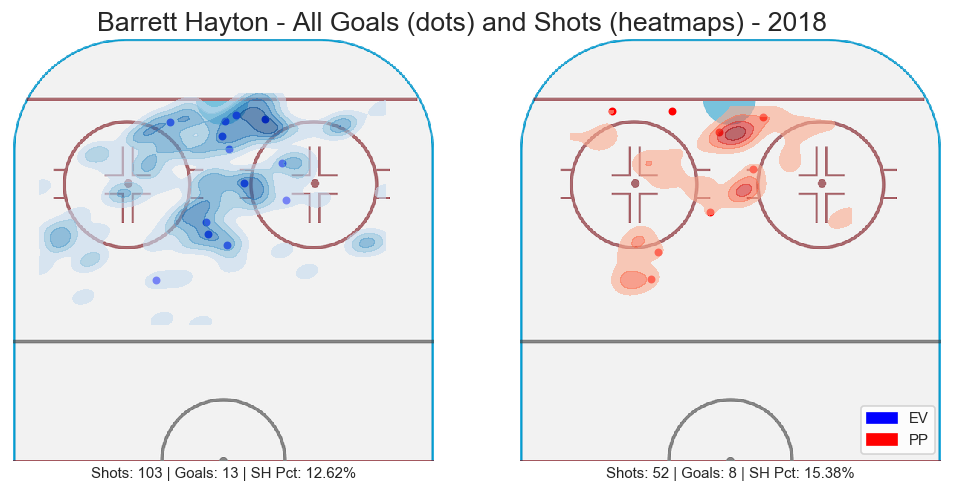 Barrett Hayton - All Goals (dots) and Shots (heatmaps) - 2018
EV
PP
Shots: 103 | Goals: 13 | SH Pct: 12.62%
Shots: 52 | Goals: 8 | SH Pct: 15.38%